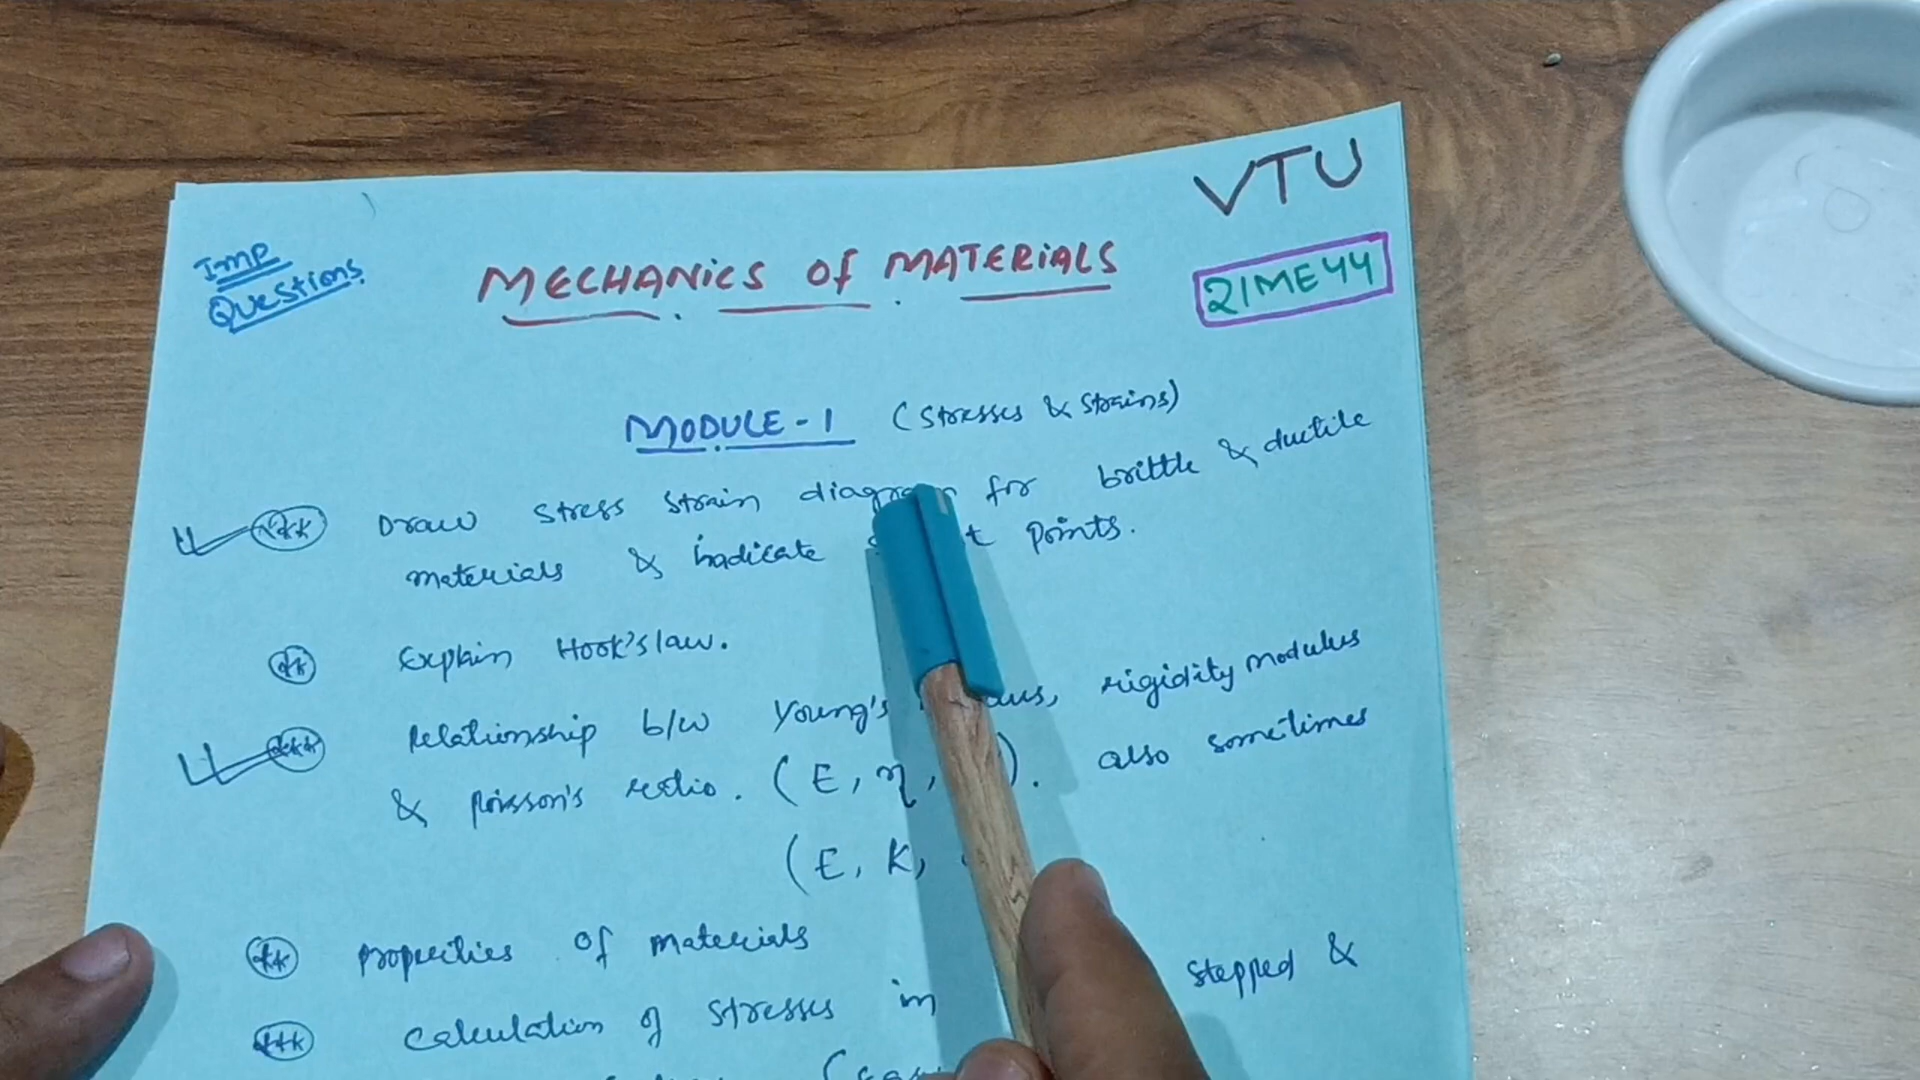 VTU
Imp
Questions
MECHANICS OF MATERIALS
21ME44
MODULE - 1 (Stresses & Strains)
Draw stress strain diagram for brittle & ductile
materials & indicate points.
Explain Hook's law.
Relationship b/w Young's rigidity modulus
& poisson's ratio. (E, η, ). also sometimes
(E, K,
properties of materials
calculation of stresses in stepped &